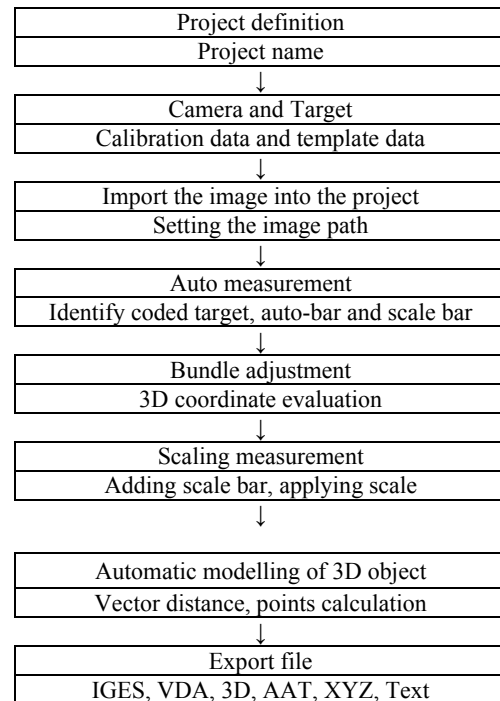 Project definition
Project name
↓
Camera and Target
Calibration data and template data
↓
Import the image into the project
Setting the image path
↓
Auto measurement
Identify coded target, auto-bar and scale bar
↓
Bundle adjustment
3D coordinate evaluation
↓
Scaling measurement
Adding scale bar, applying scale
↓
Automatic modelling of 3D object
Vector distance, points calculation
↓
Export file
IGES, VDA, 3D, AAT, XYZ, Text